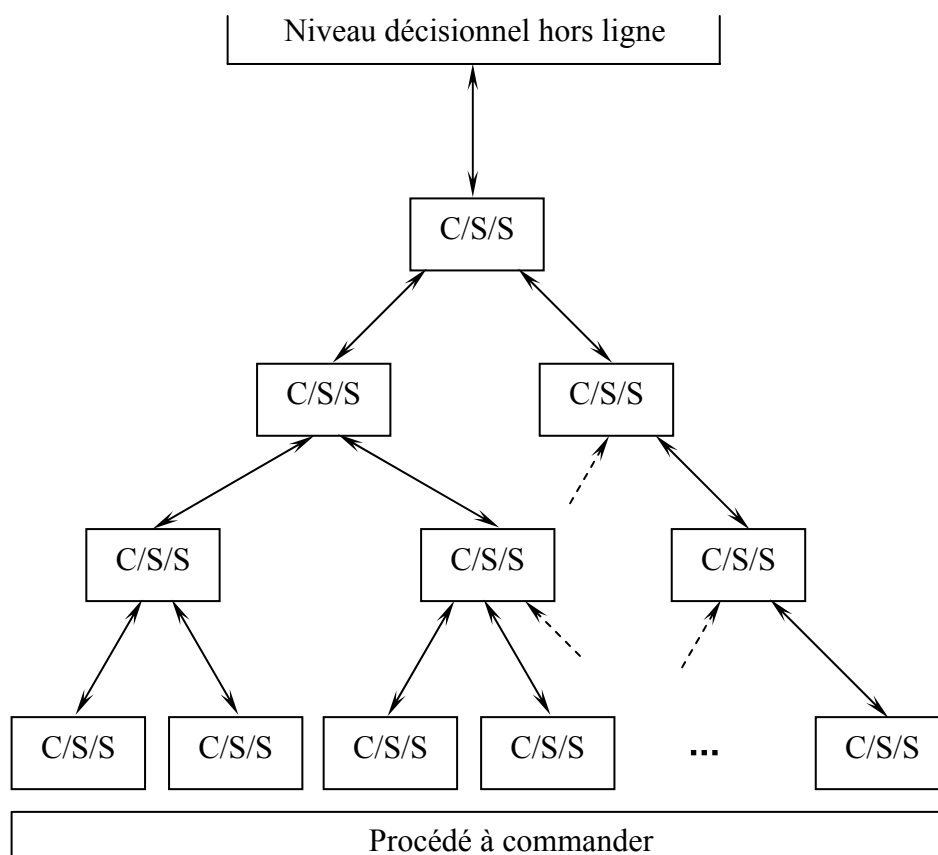 Niveau décisionnel hors ligne
C/S/S
C/S/S C/S/S
C/S/S C/S/S C/S/S
C/S/S C/S/S C/S/S C/S/S ... C/S/S
Procédé à commander